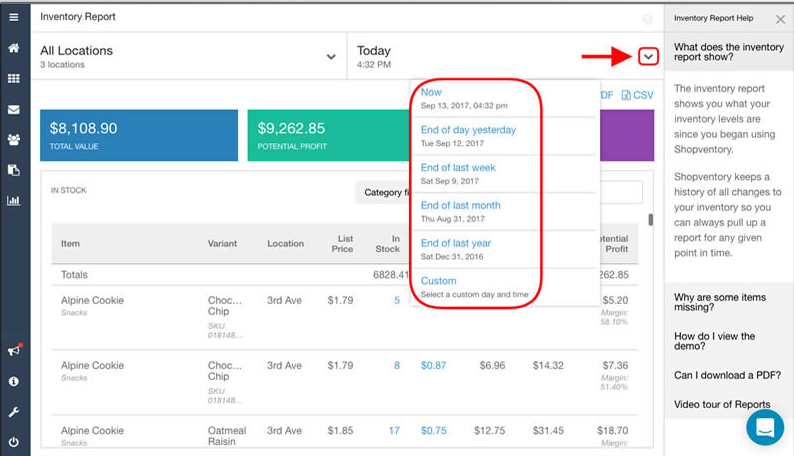 Inventory Report
All Locations
3 locations
Today
4:32 PM
DF CSV
$8,108.90
TOTAL VALUE
$9,262.85
POTENTIAL PROFIT
Now
Sep 13, 2017, 04:32 pm
End of day yesterday
Tue Sep 12, 2017
End of last week
Sat Sep 9, 2017
End of last month
Thu Aug 31, 2017
End of last year
Sat Dec 31, 2016
Custom
Select a custom day and time
IN STOCK
Category fi
Item Variant Location List Price In Stock tential Profit
Totals 6828.41 262.85
Alpine Cookie Choc... 3rd Ave $1.79 5 $5.20
Snacks Chip Margin:
SKU 58.10%
018148...
Alpine Cookie Choc... 3rd Ave $1.79 8 $0.87 $6.96 $14.32 $7.36
Snacks Chip Margin:
SKU 51.40%
018148...
Alpine Cookie Oatmeal 3rd Ave $1.85 17 $0.75 $12.75 $31.45 $18.70
Snacks Raisin Margin:
Inventory Report Help
What does the inventory
report show?
The inventory report
shows you what your
inventory levels are
since you began using
Shopventory.
Shopventory keeps a
history of all changes to
your inventory so you
can always pull up a
report for any given
point in time.
Why are some items
missing?
How do I view the
demo?
Can I download a PDF?
Video tour of Reports